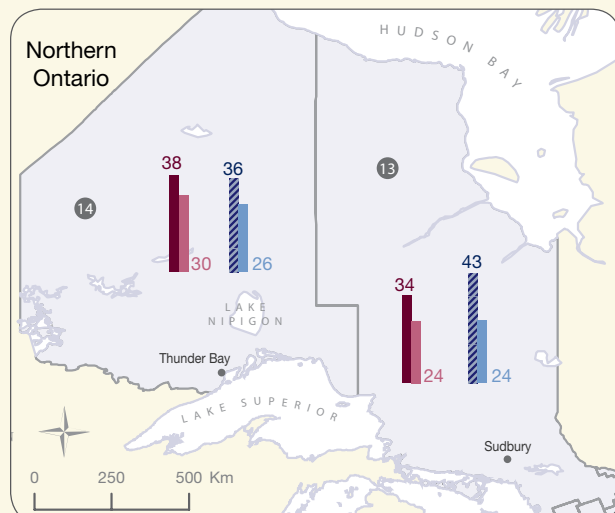 Northern
Ontario
HUDSON BAY
13
14
38
30
36
26
34
24
43
24
LAKE
NIPIGON
Thunder Bay
LAKE SUPERIOR
Sudbury
0 250 500 Km